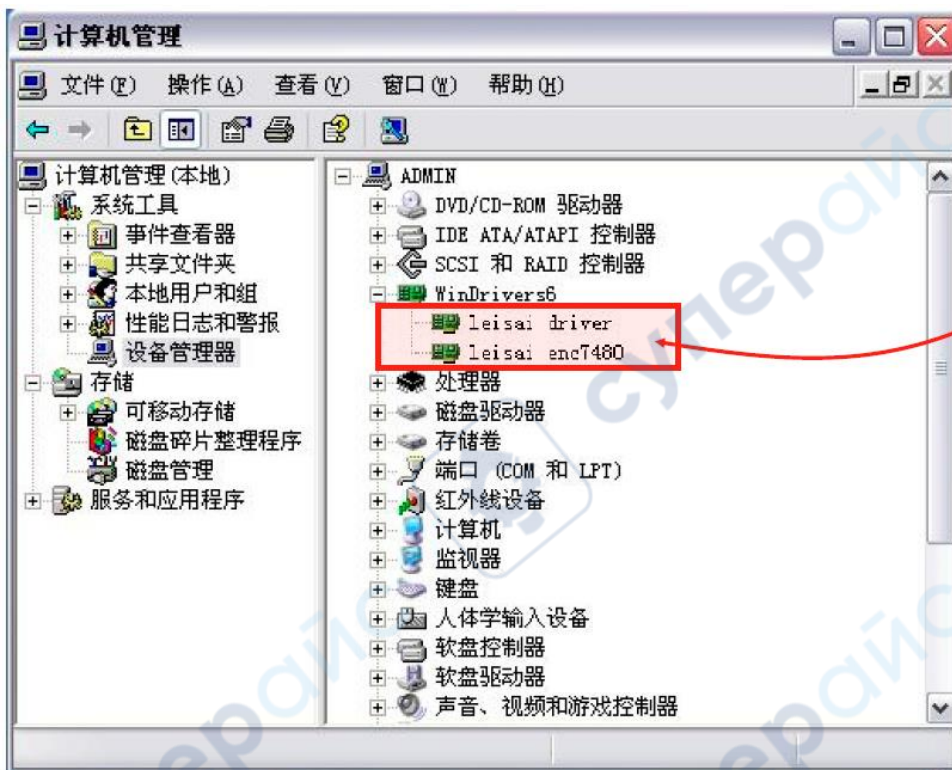 计算机管理
文件(F) 操作(A) 查看(V) 窗口(W) 帮助(H)
计算机管理(本地)
系统工具
事件查看器
共享文件夹
本地用户和组
性能日志和警报
设备管理器
存储
可移动存储
磁盘碎片整理程序
磁盘管理
服务和应用程序
ADMIN
DVD/CD-ROM 驱动器
IDE ATA/ATAPI 控制器
SCSI 和 RAID 控制器
WinDrivers6
leisai driver
leisai enc7480
处理器
磁盘驱动器
存储卷
端口 (COM 和 LPT)
红外线设备
计算机
监视器
键盘
人体学输入设备
软盘控制器
软盘驱动器
声音、视频和游戏控制器
суперайс